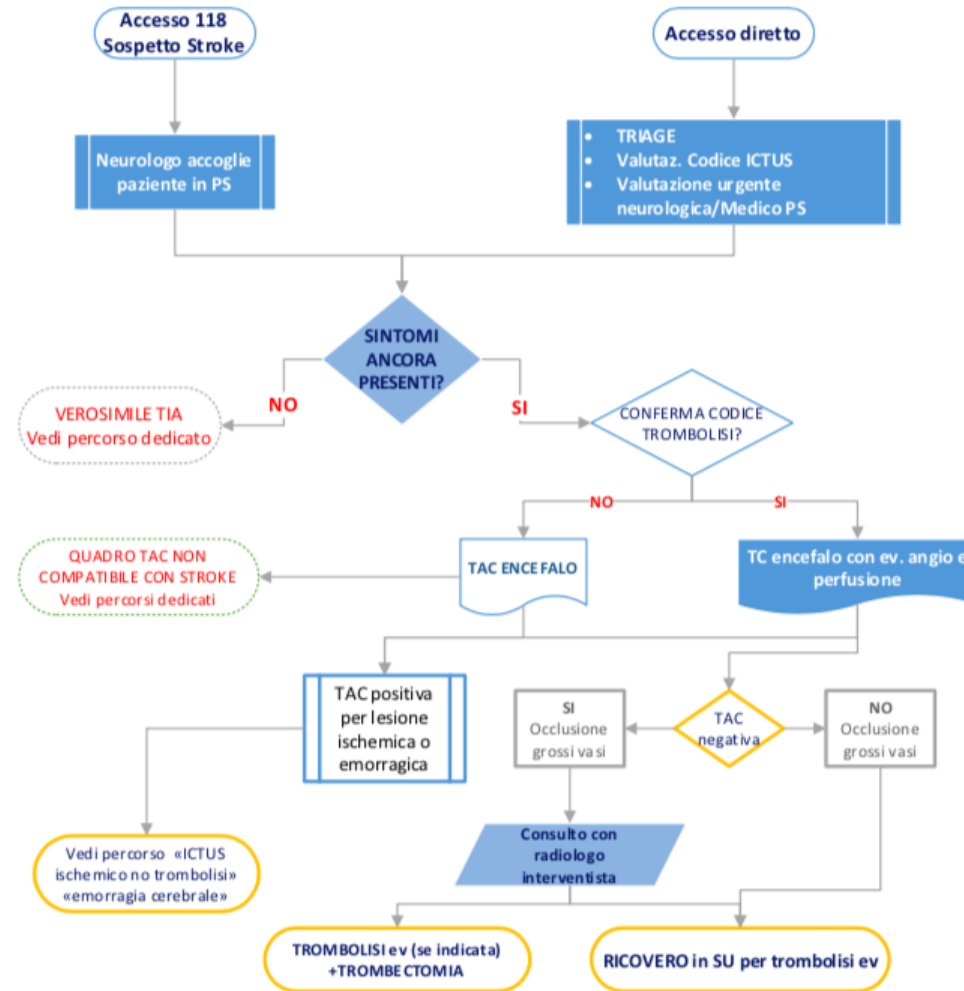 Accesso 118
Sospetto Stroke
Accesso diretto
Neurologo accoglie
paziente in PS
• TRIAGE
• Valutaz. Codice ICTUS
• Valutazione urgente
neurologica/Medico PS
SINTOMI
ANCORA
PRESENTI?
NO
SI
VEROSIMILE TIA
Vedi percorso dedicato
CONFERMA CODICE
TROMBOLISI?
NO
SI
QUADRO TAC NON
COMPATIBILE CON STROKE
Vedi percorsi dedicati
TAC ENCEFALO
TC encefalo con ev. angio e
perfusione
TAC positiva
per lesione
ischemica o
emorragica
SI
Occlusione
grossi vasi
TAC
negativa
NO
Occlusione
grossi vasi
Vedi percorso «ICTUS
ischemico no trombolisi»
«emorragia cerebrale»
Consulto con
radiologo
interventista
TROMBOLISI ev (se indicata)
+TROMBECTOMIA
RICOVERO in SU per trombolisi ev